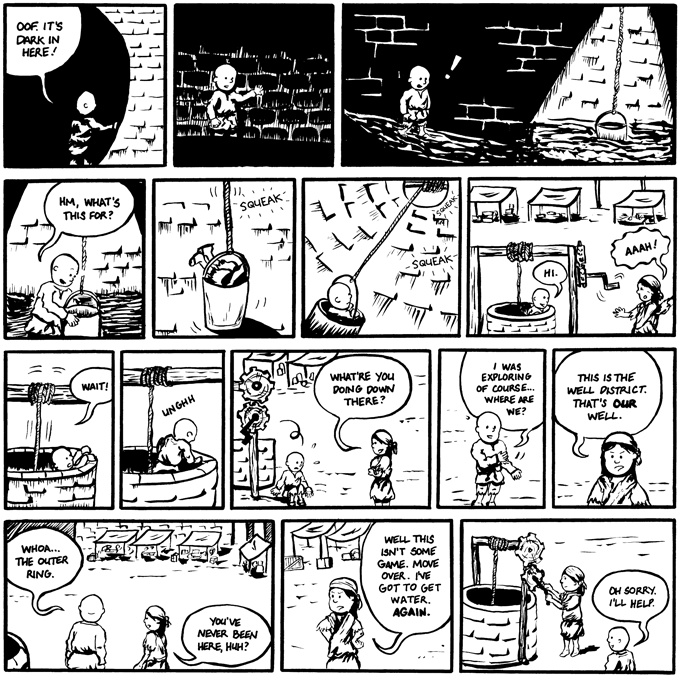 OOF. IT'S
DARK IN
HERE!
!
HM, WHAT'S
THIS FOR?
SQUEAK
SQUEAK
SQUEAK
HI.
AAAH!
WAIT!
UNGHH
WHAT'RE YOU
DOING DOWN
THERE?
I WAS
EXPLORING
OF COURSE...
WHERE ARE
WE?
THIS IS THE
WELL DISTRICT.
THAT'S OUR
WELL.
WHOA...
THE OUTER
RING.
YOU'VE
NEVER BEEN
HERE, HUH?
WELL THIS
ISN'T SOME
GAME. MOVE
OVER. I'VE
GOT TO GET
WATER.
AGAIN.
OH SORRY.
I'LL HELP.